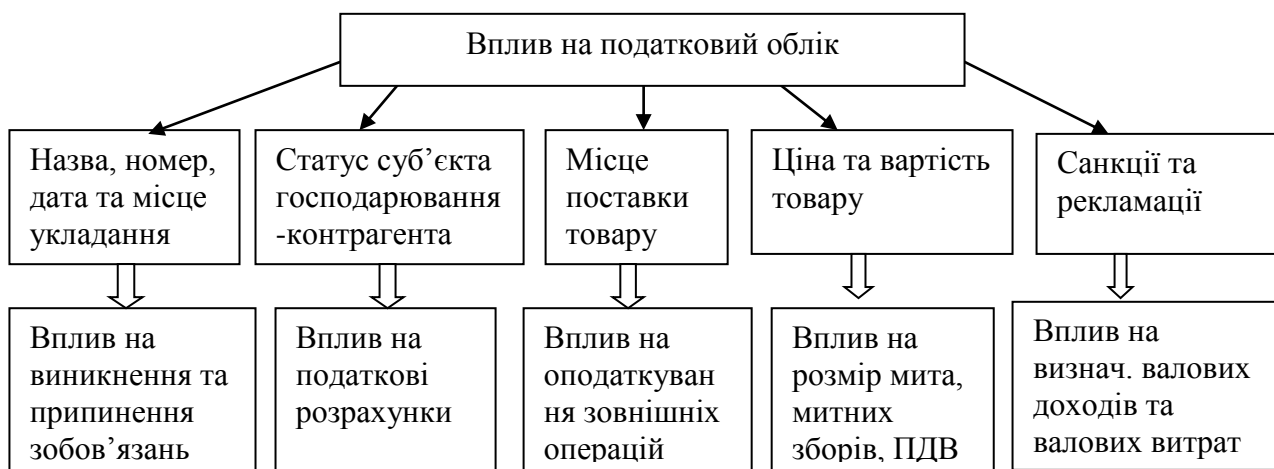 Вплив на податковий облік
Назва, номер,
дата та місце
укладання
Статус суб’єкта
господарювання
-контрагента
Місце
поставки
товару
Ціна та вартість
товару
Санкції та
рекламації
Вплив на
виникнення та
припинення
зобов’язань
Вплив на
податкові
розрахунки
Вплив на
оподаткуван
ня зовнішніх
операцій
Вплив на
розмір мита,
митних
зборів, ПДВ
Вплив на
визнач. валових
доходів та
валових витрат